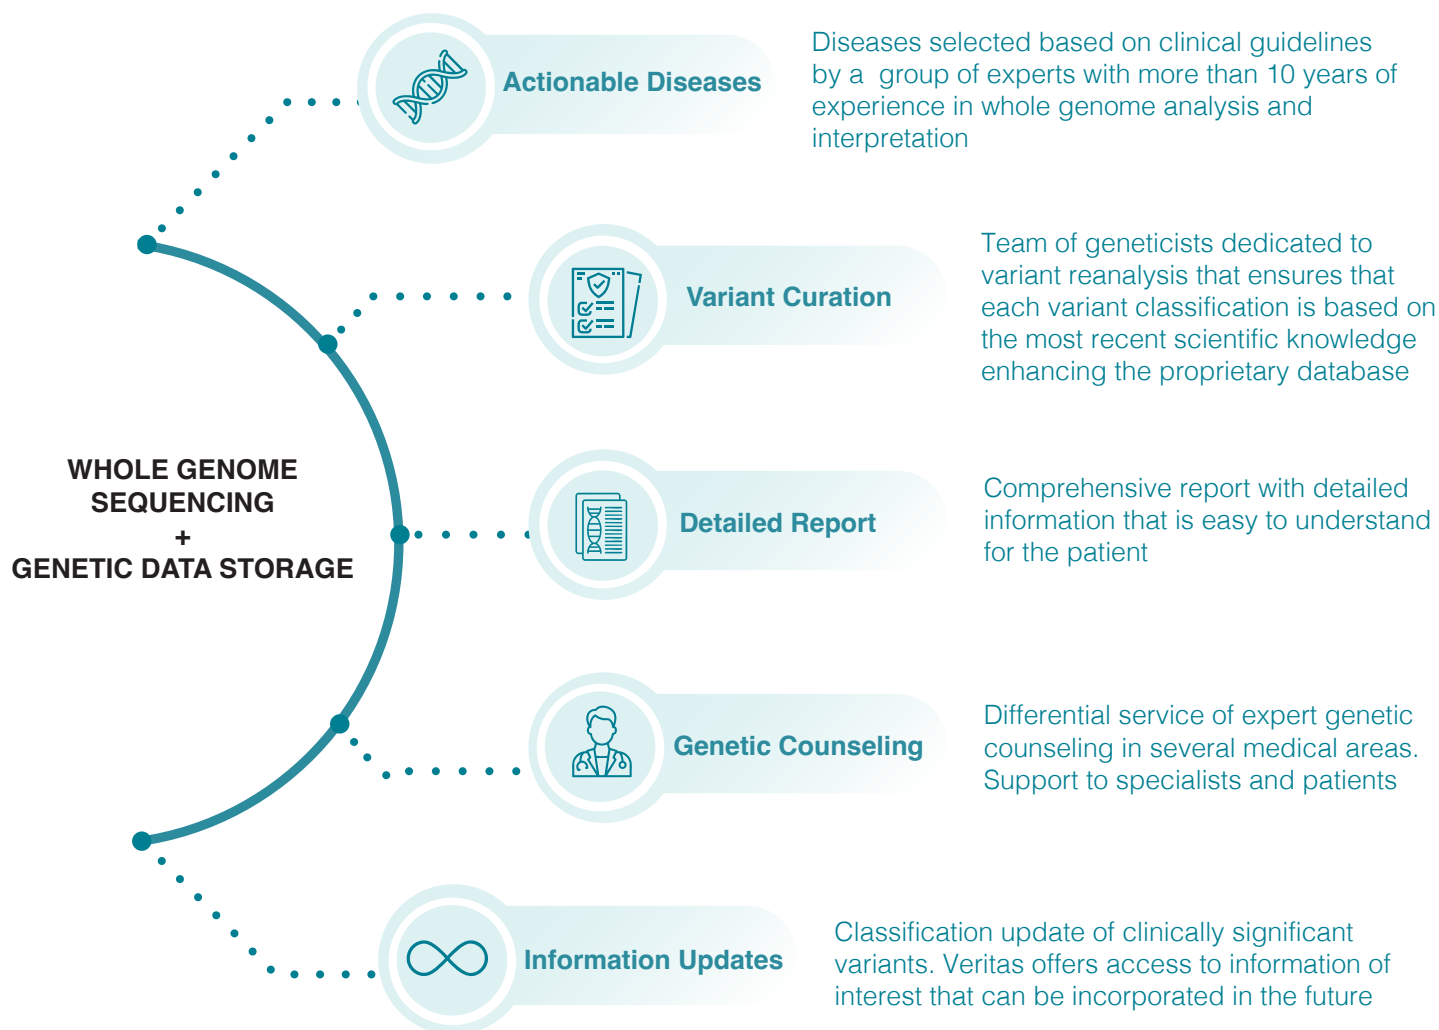 Actionable Diseases
Diseases selected based on clinical guidelines
by a group of experts with more than 10 years of
experience in whole genome analysis and
interpretation
Variant Curation
Team of geneticists dedicated to
variant reanalysis that ensures that
each variant classification is based on
the most recent scientific knowledge
enhancing the proprietary database
WHOLE GENOME
SEQUENCING
+
GENETIC DATA STORAGE
Detailed Report
Comprehensive report with detailed
information that is easy to understand
for the patient
Genetic Counseling
Differential service of expert genetic
counseling in several medical areas.
Support to specialists and patients
Information Updates
Classification update of clinically significant
variants. Veritas offers access to information of
interest that can be incorporated in the future